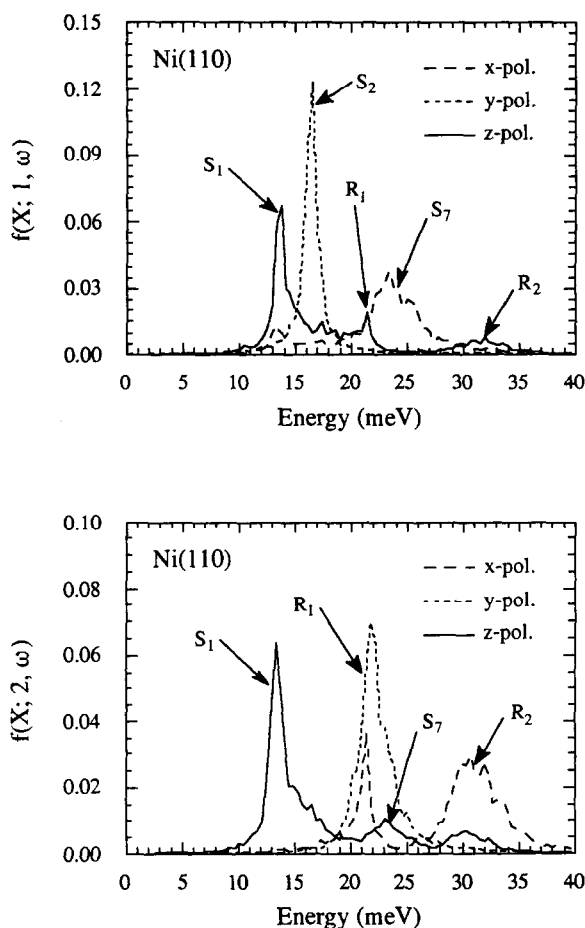 Ni(110)
x-pol.
y-pol.
z-pol.
S2
S1
R1
S7
R2
f(X; 1, ω)
0.15
0.12
0.09
0.06
0.03
0.00
0 5 10 15 20 25 30 35 40
Energy (meV)
Ni(110)
x-pol.
y-pol.
z-pol.
R1
S1
R2
S7
f(X; 2, ω)
0.10
0.08
0.06
0.04
0.02
0.00
0 5 10 15 20 25 30 35 40
Energy (meV)